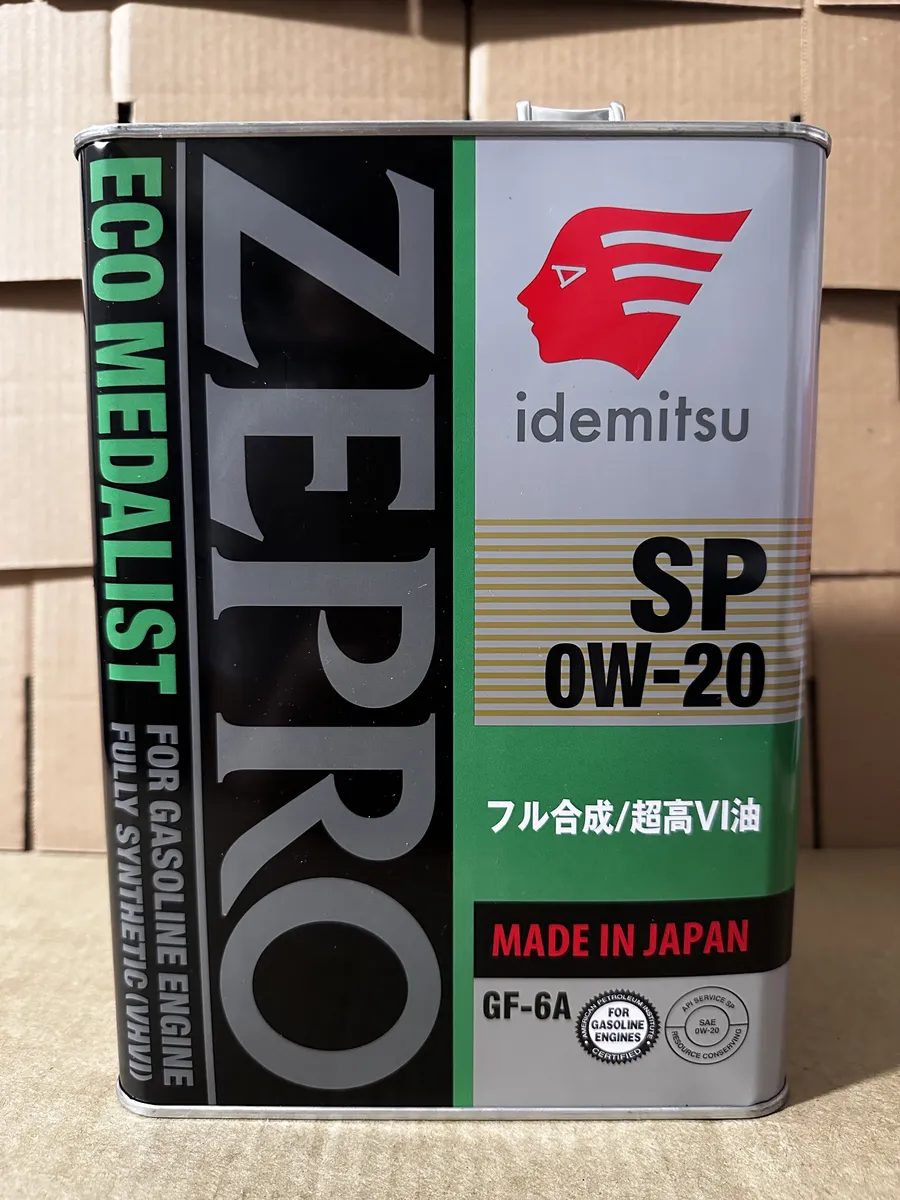 ECO MEDALIST
FOR GASOLINE ENGINE
FULLY SYNTHETIC (VHVI)
ZEPRO
idemitsu
SP
0W-20
フル合成/超高VI油
MADE IN JAPAN
GF-6A
AMERICAN PETROLEUM INSTITUTE
FOR
GASOLINE
ENGINES
CERTIFIED
API SERVICE SP
SAE
0W-20
RESOURCE CONSERVING